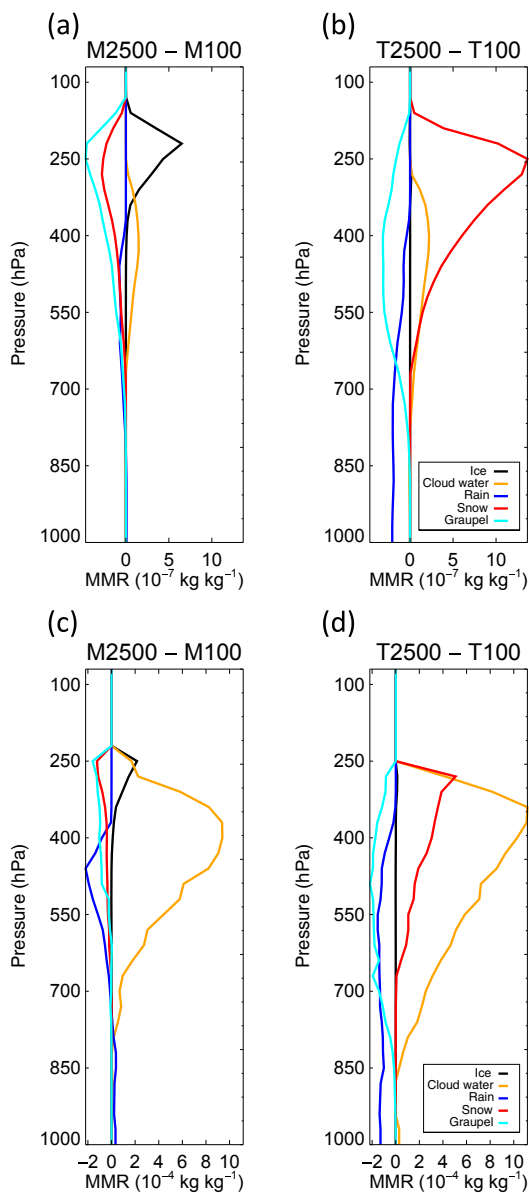 (a)
M2500 – M100
100
250
400
550
700
850
1000
Pressure (hPa)
0 5 10
MMR (10⁻⁷ kg kg⁻¹)
(b)
T2500 – T100
100
250
400
550
700
850
1000
Pressure (hPa)
Ice
Cloud water
Rain
Snow
Graupel
0 5 10
MMR (10⁻⁷ kg kg⁻¹)
(c)
M2500 – M100
100
250
400
550
700
850
1000
Pressure (hPa)
−2 0 2 4 6 8 10
MMR (10⁻⁴ kg kg⁻¹)
(d)
T2500 – T100
100
250
400
550
700
850
1000
Pressure (hPa)
Ice
Cloud water
Rain
Snow
Graupel
−2 0 2 4 6 8 10
MMR (10⁻⁴ kg kg⁻¹)